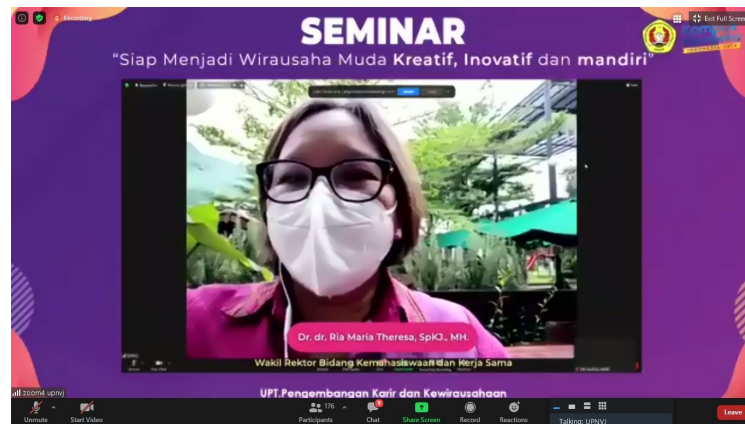 Recording
SEMINAR
Exit Full Screen
"Siap Menjadi Wirausaha Muda Kreatif, Inovatif dan mandiri"
Dr. dr. Ria Maria Theresa, SpKJ., MH.
Wakil Rektor Bidang Kemahasiswaan dan Kerja Sama
UPT.Pengembangan Karir dan Kewirausahaan
zoom4 upnvj
Unmute
Start Video
Participants
176
Chat
Share Screen
Record
Reactions
Talking: UPNVJ
Leave